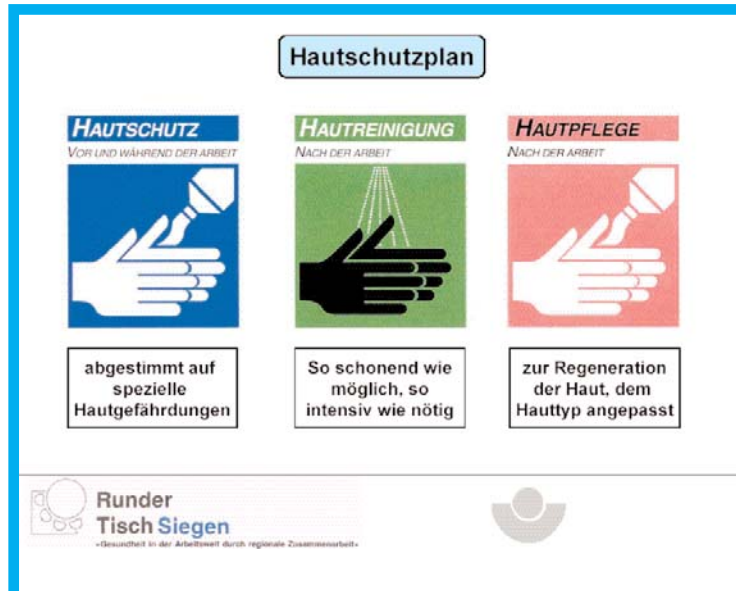 Hautschutzplan
HAUTSCHUTZ
VOR UND WÄHREND DER ARBEIT
abgestimmt auf
spezielle
Hautgefährdungen
HAUTREINIGUNG
NACH DER ARBEIT
So schonend wie
möglich, so
intensiv wie nötig
HAUTPFLEGE
NACH DER ARBEIT
zur Regeneration
der Haut, dem
Hauttyp angepasst
Runder
Tisch Siegen
»Gesundheit in der Arbeitswelt durch regionale Zusammenarbeit«